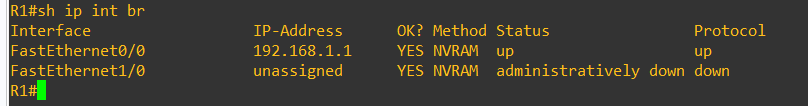 R1#sh ip int br
Interface IP-Address OK? Method Status Protocol
FastEthernet0/0 192.168.1.1 YES NVRAM up up
FastEthernet1/0 unassigned YES NVRAM administratively down down
R1#